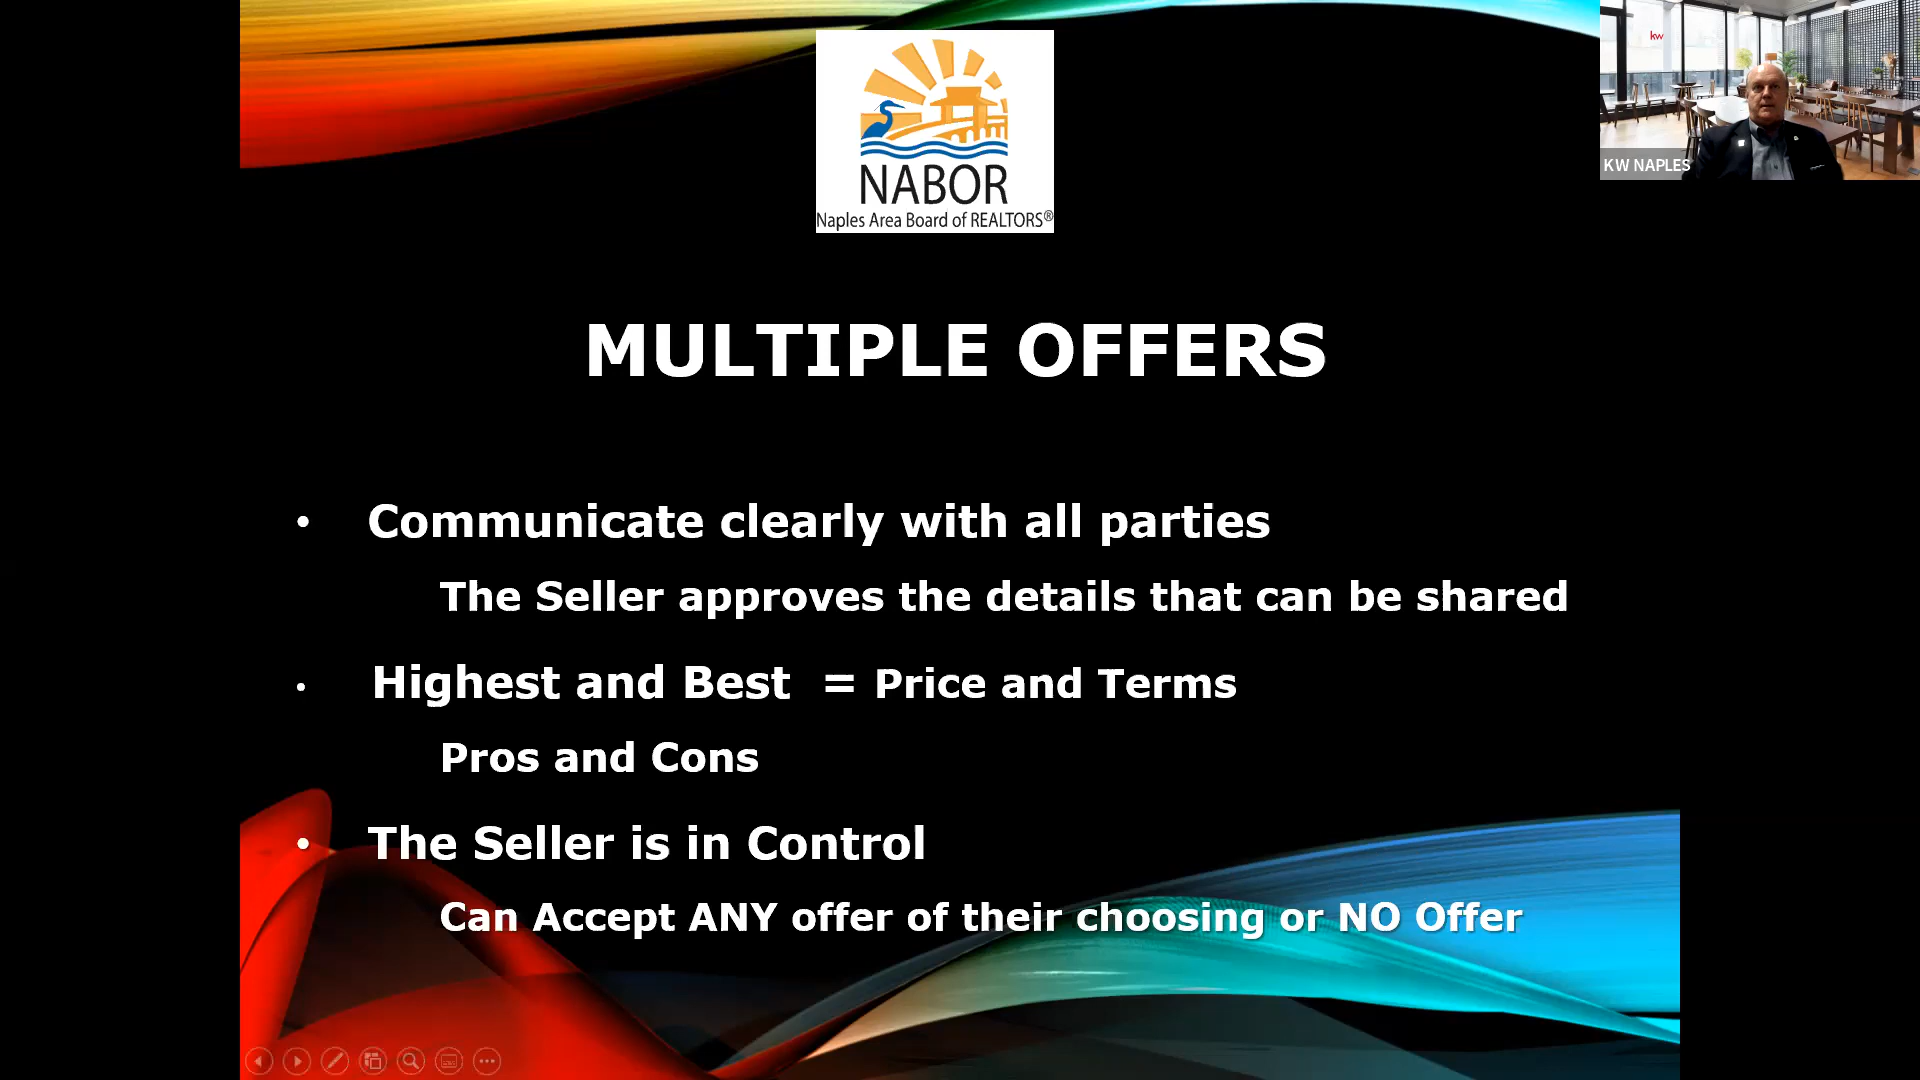 kw
KW NAPLES
NABOR
Naples Area Board of REALTORS®
MULTIPLE OFFERS
• Communicate clearly with all parties
The Seller approves the details that can be shared
• Highest and Best = Price and Terms
Pros and Cons
• The Seller is in Control
Can Accept ANY offer of their choosing or NO Offer